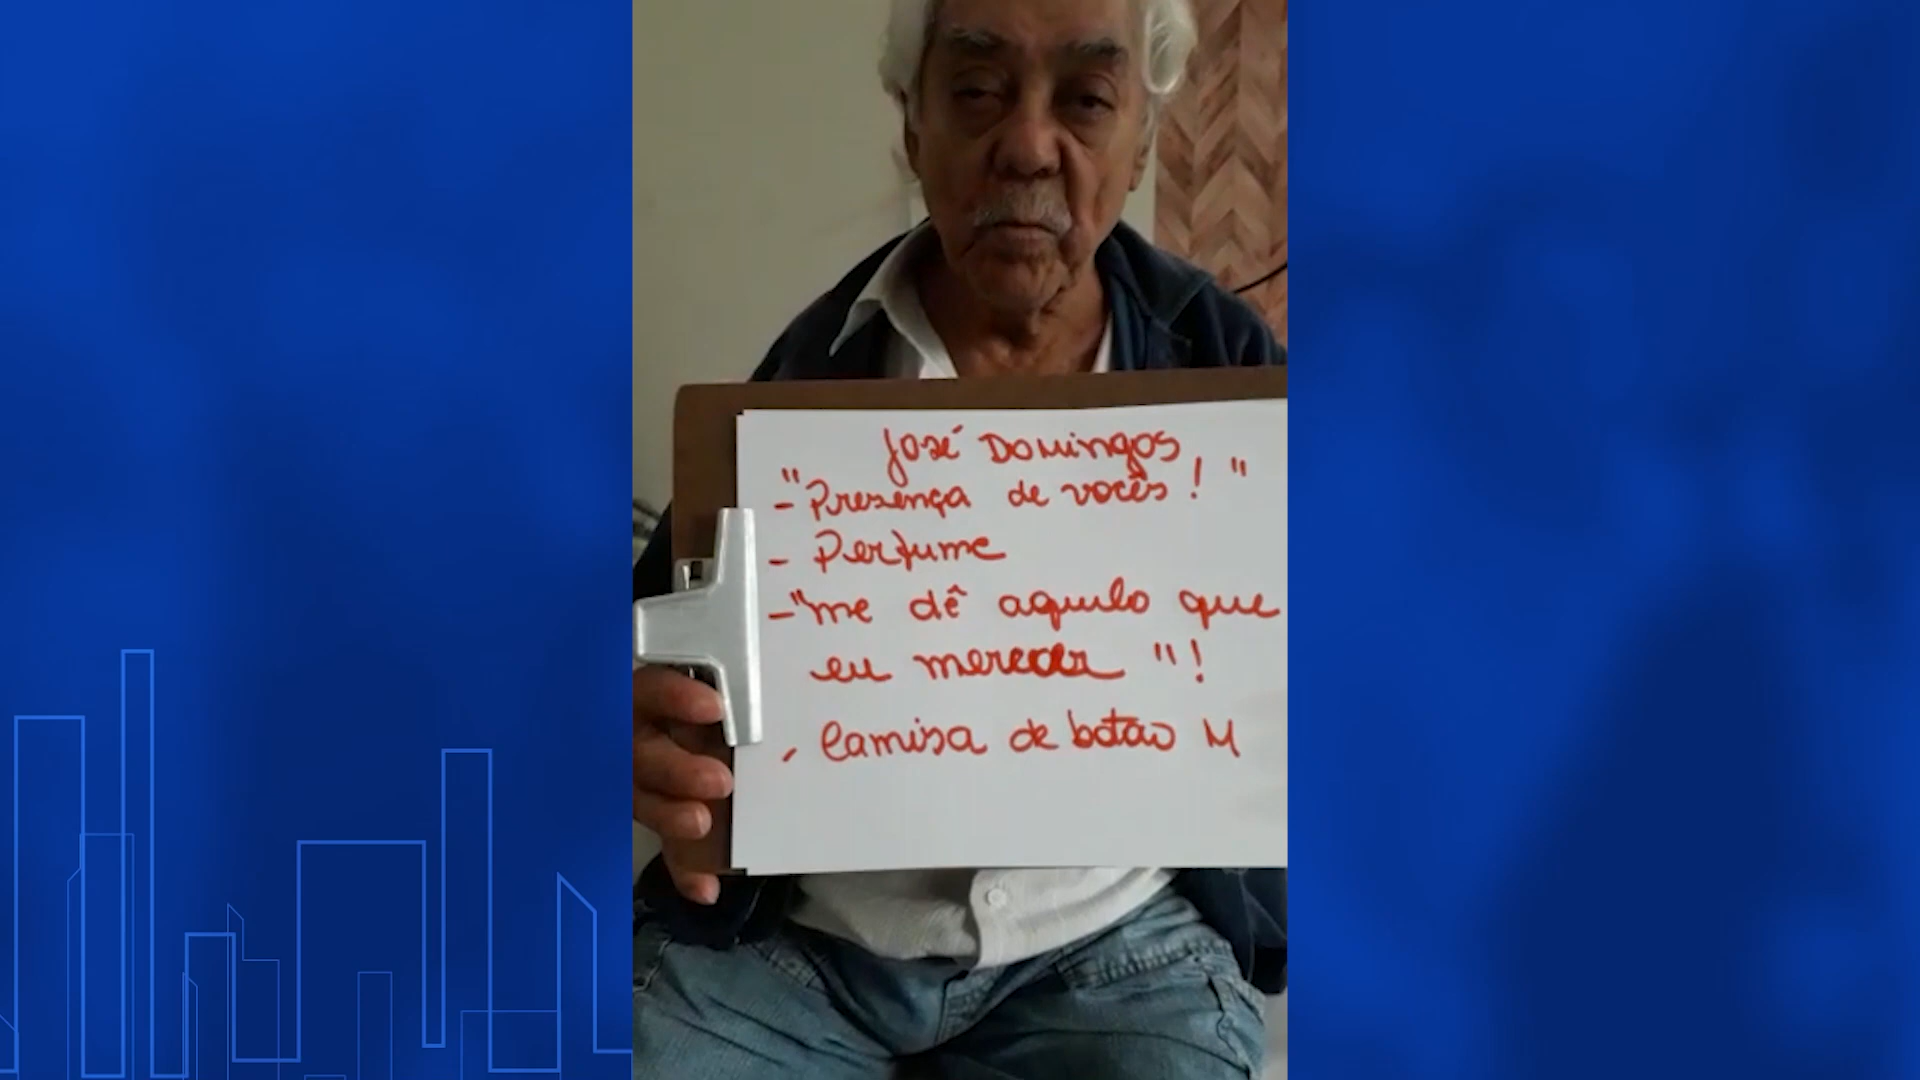 José Domingos
- "Presença de vocês! "
- Perfume
- "me dê aquilo que
eu merecer "!
, Camisa de botão M